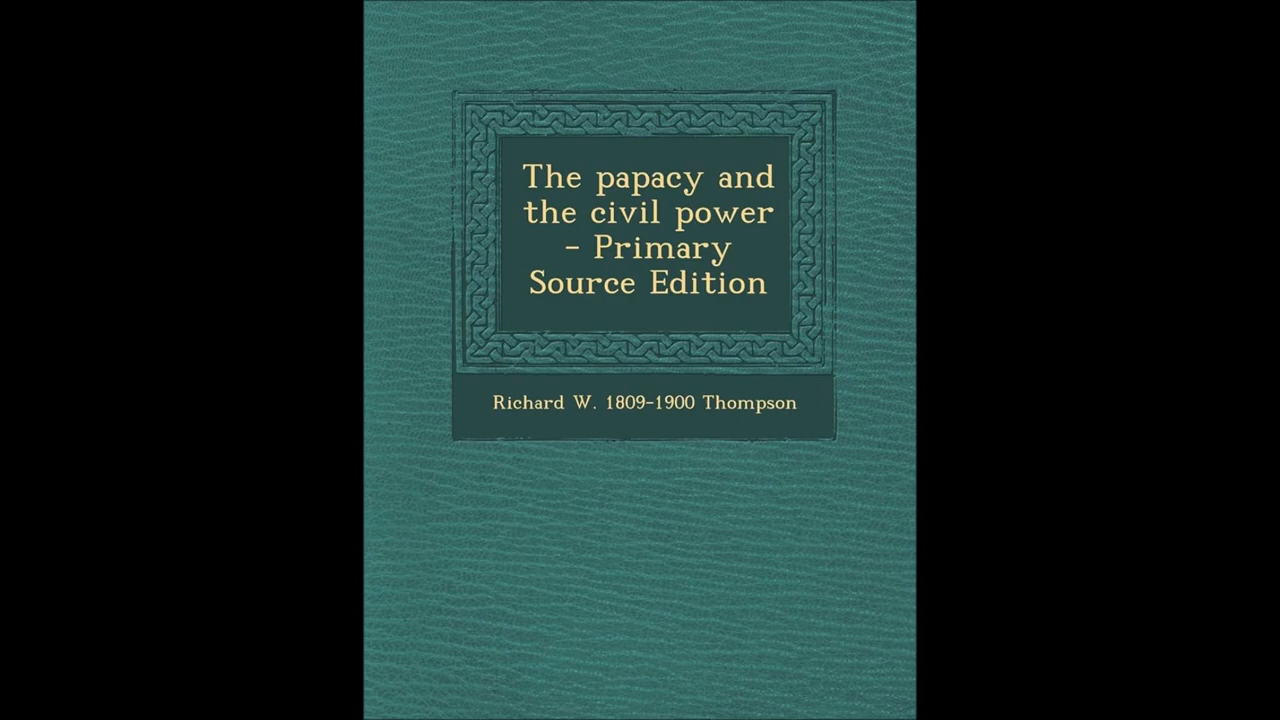 The papacy and
the civil power
- Primary
Source Edition
Richard W. 1809-1900 Thompson